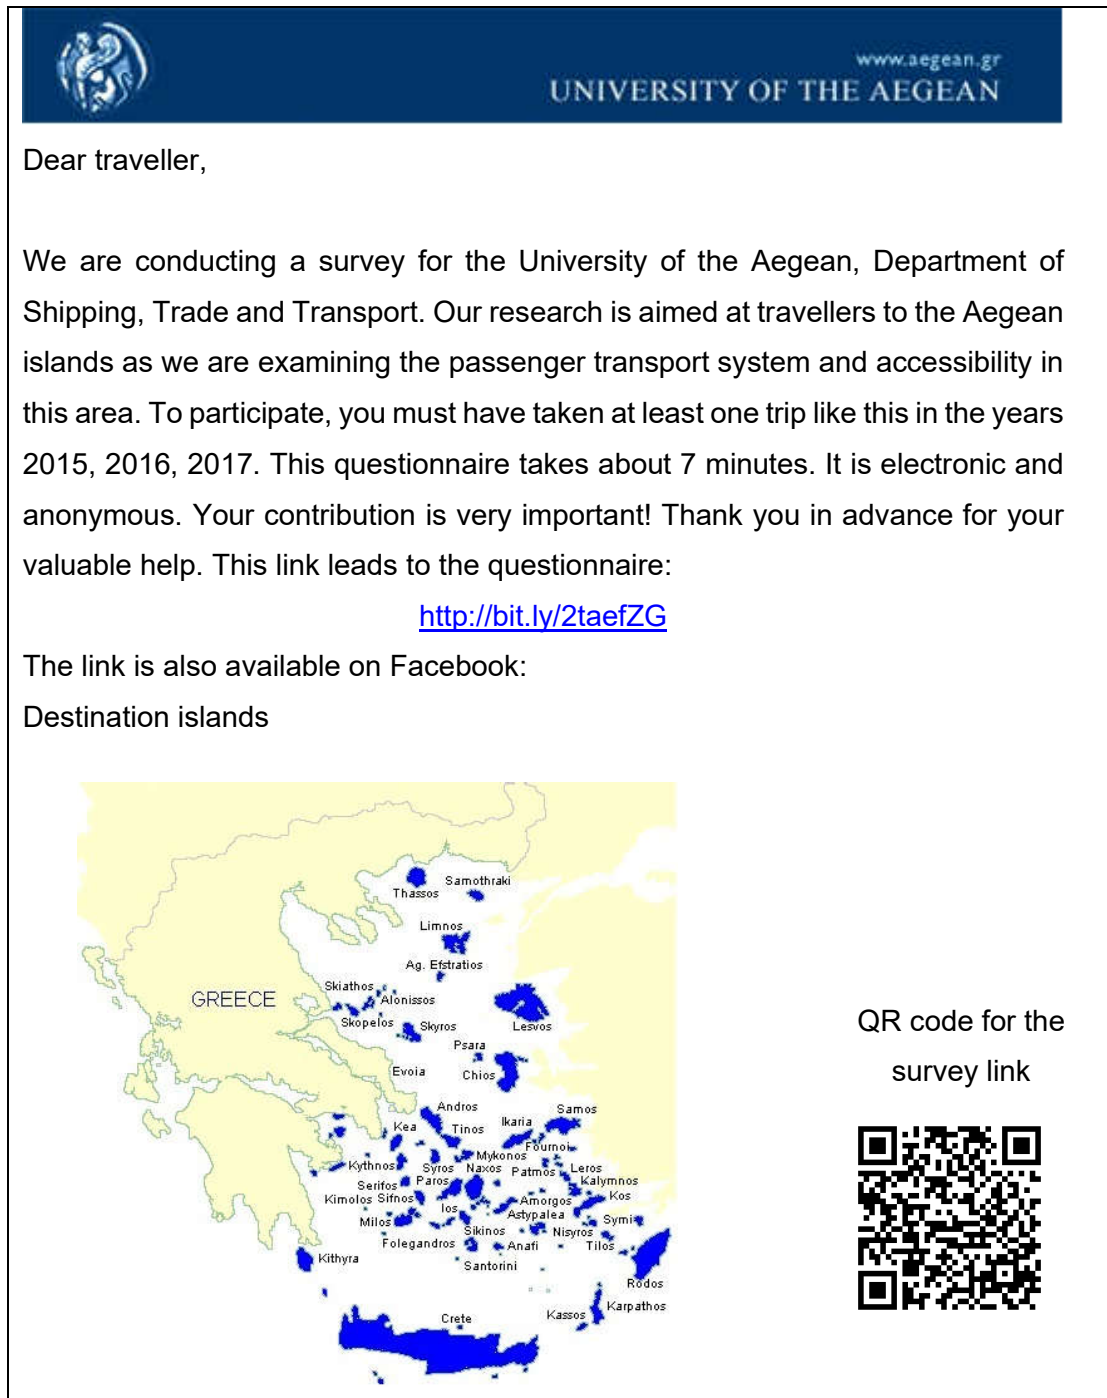 www.aegean.gr
UNIVERSITY OF THE AEGEAN
Dear traveller,
We are conducting a survey for the University of the Aegean, Department of
Shipping, Trade and Transport. Our research is aimed at travellers to the Aegean
islands as we are examining the passenger transport system and accessibility in
this area. To participate, you must have taken at least one trip like this in the years
2015, 2016, 2017. This questionnaire takes about 7 minutes. It is electronic and
anonymous. Your contribution is very important! Thank you in advance for your
valuable help. This link leads to the questionnaire:
http://bit.ly/2taefZG
The link is also available on Facebook:
Destination islands
Thassos
Samothraki
Limnos
Ag. Efstratios
GREECE
Skiathos
Alonissos
Skopelos
Skyros
Lesvos
Psara
Evoia
Chios
Andros
Kea
Tinos
Ikaria
Samos
Fournoi
Mykonos
Kythnos
Syros
Naxos
Patmos
Leros
Serifos
Paros
Kalymnos
Kimolos
Sifnos
Ios
Amorgos
Kos
Milos
Astypalea
Sikinos
Nisyros
Symi
Folegandros
Anafi
Tilos
Santorini
Kithyra
Rodos
Karpathos
Kassos
Crete
QR code for the
survey link